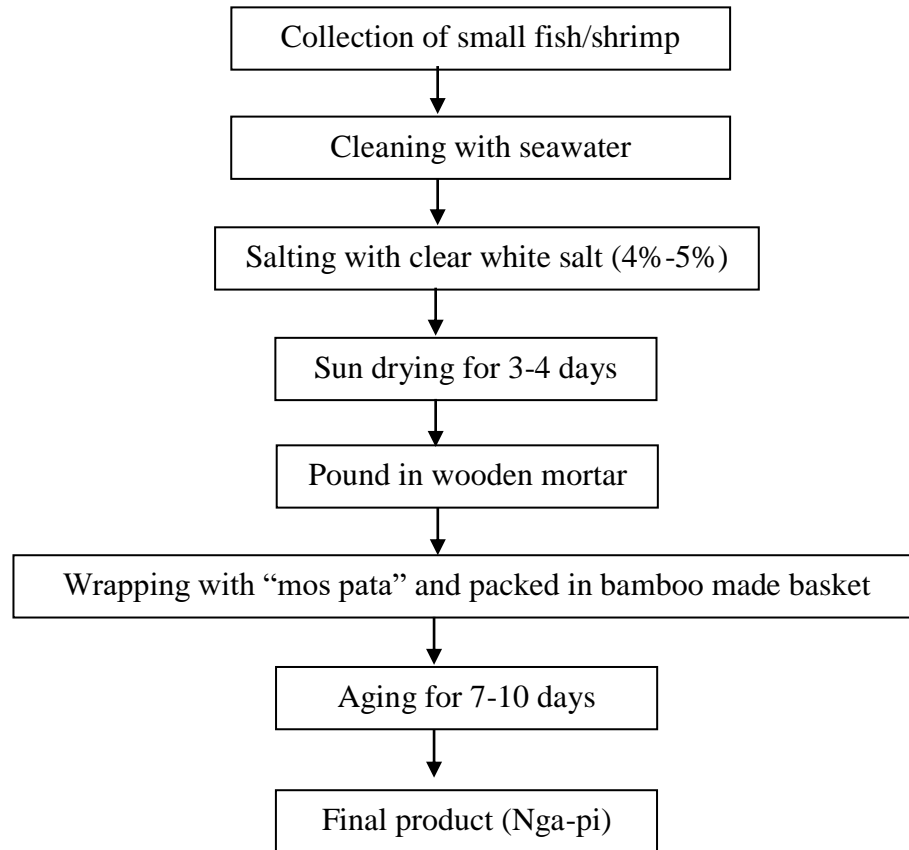 Collection of small fish/shrimp
Cleaning with seawater
Salting with clear white salt (4%-5%)
Sun drying for 3-4 days
Pound in wooden mortar
Wrapping with “mos pata” and packed in bamboo made basket
Aging for 7-10 days
Final product (Nga-pi)